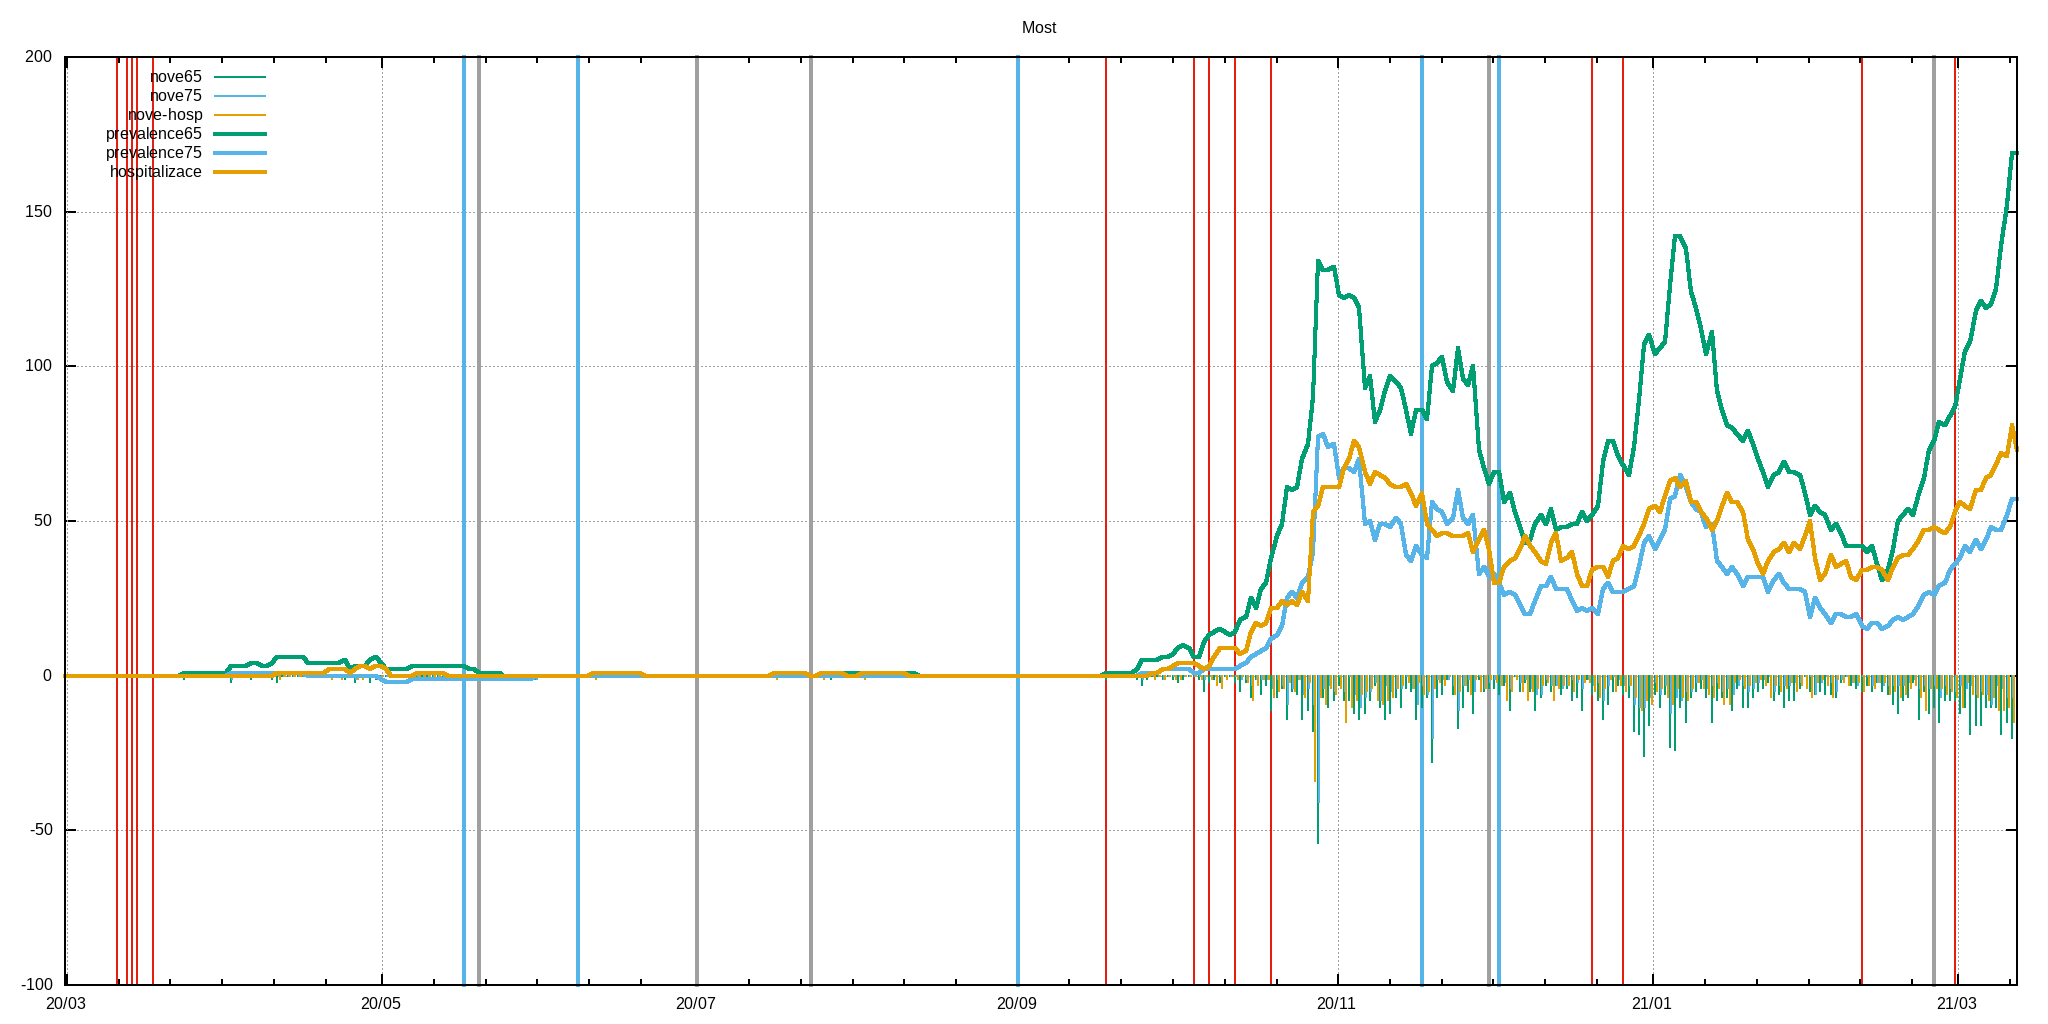 Most
200
nove65
nove75
nove-hosp
prevalence65
prevalence75
hospitalizace
150
100
50
0
-50
-100
20/03 20/05 20/07 20/09 20/11 21/01 21/03